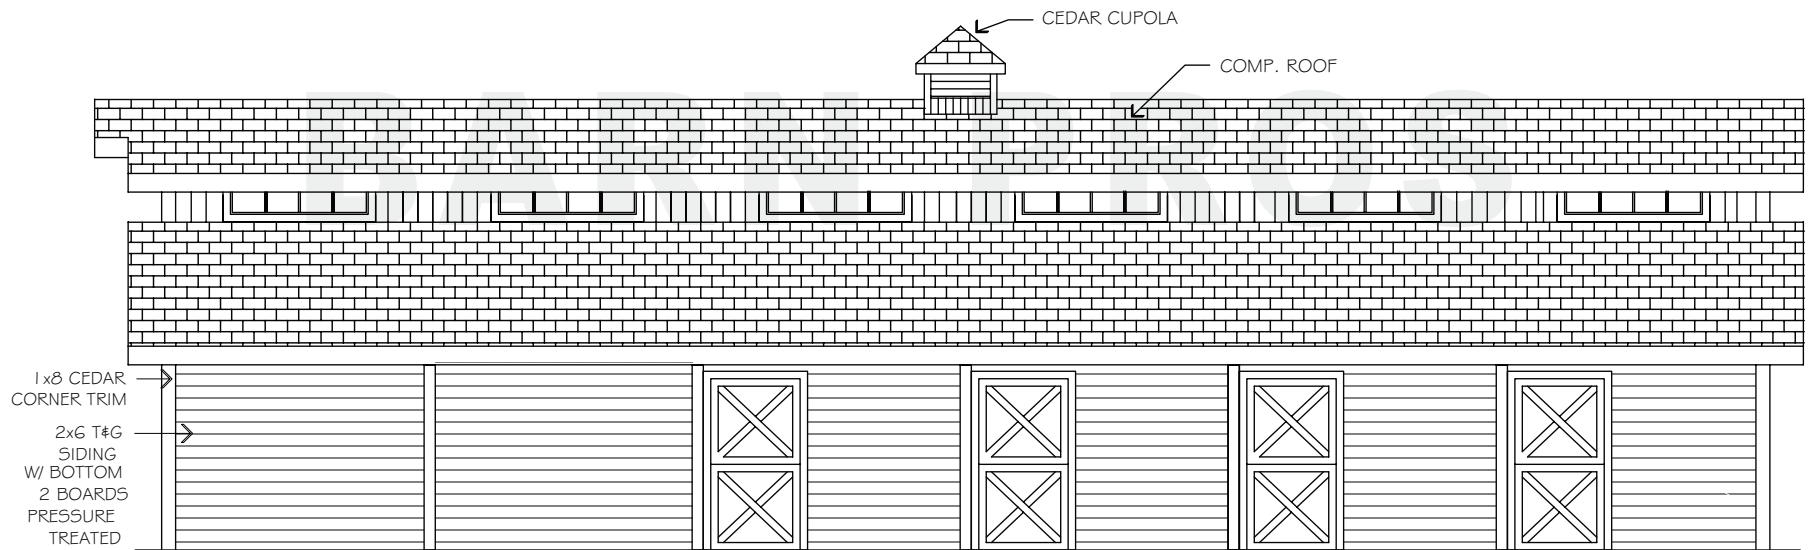 CEDAR CUPOLA
COMP. ROOF
BARN PROS
1x8 CEDAR
CORNER TRIM
2x6 T&G
SIDING
W/ BOTTOM
2 BOARDS
PRESSURE
TREATED